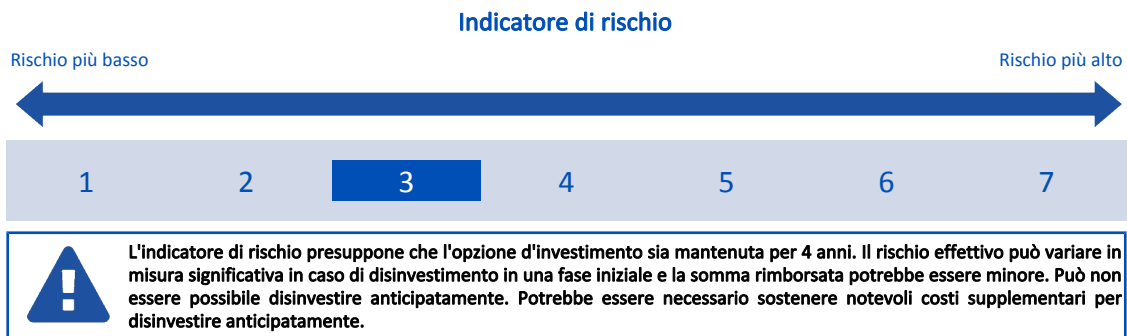 Indicatore di rischio
Rischio più basso
Rischio più alto
1 2 3 4 5 6 7
L'indicatore di rischio presuppone che l'opzione d'investimento sia mantenuta per 4 anni. Il rischio effettivo può variare in
misura significativa in caso di disinvestimento in una fase iniziale e la somma rimborsata potrebbe essere minore. Può non
essere possibile disinvestire anticipatamente. Potrebbe essere necessario sostenere notevoli costi supplementari per
disinvestire anticipatamente.